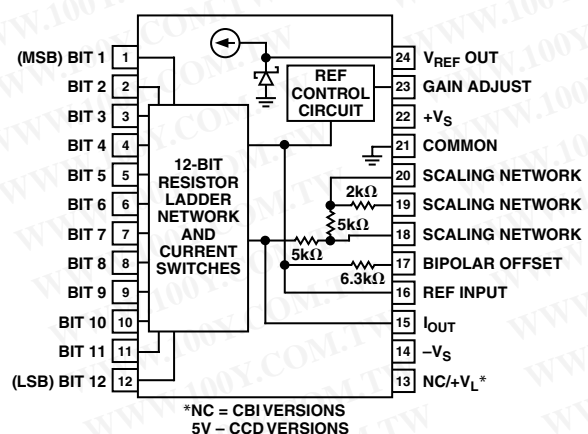 (MSB) BIT 1 1
BIT 2 2
BIT 3 3
BIT 4 4
BIT 5 5
BIT 6 6
BIT 7 7
BIT 8 8
BIT 9 9
BIT 10 10
BIT 11 11
(LSB) BIT 12 12
12-BIT
RESISTOR
LADDER
NETWORK
AND
CURRENT
SWITCHES
REF
CONTROL
CIRCUIT
2kΩ
5kΩ
5kΩ
6.3kΩ
24 VREF OUT
23 GAIN ADJUST
22 +VS
21 COMMON
20 SCALING NETWORK
19 SCALING NETWORK
18 SCALING NETWORK
17 BIPOLAR OFFSET
16 REF INPUT
15 IOUT
14 –VS
13 NC/+VL*
*NC = CBI VERSIONS
5V – CCD VERSIONS
WWW.100Y.COM.TW